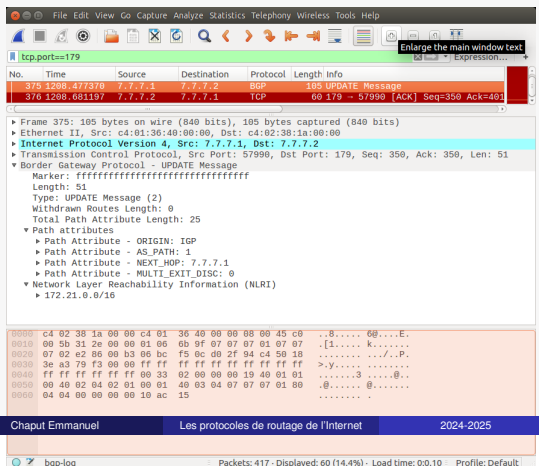 File Edit View Go Capture Analyze Statistics Telephony Wireless Tools Help
Enlarge the main window text
tcp.port==179
Expression... +
No. Time Source Destination Protocol Length Info
375 1208.477370 7.7.7.1 7.7.7.2 BGP 105 UPDATE Message
376 1208.681197 7.7.7.2 7.7.7.1 TCP 60 179 → 57990 [ACK] Seq=350 Ack=401
Frame 375: 105 bytes on wire (840 bits), 105 bytes captured (840 bits)
Ethernet II, Src: c4:01:36:40:00:00, Dst: c4:02:38:1a:00:00
Internet Protocol Version 4, Src: 7.7.7.1, Dst: 7.7.7.2
Transmission Control Protocol, Src Port: 57990, Dst Port: 179, Seq: 350, Ack: 350, Len: 51
Border Gateway Protocol - UPDATE Message
Marker: ffffffffffffffffffffffffffffffff
Length: 51
Type: UPDATE Message (2)
Withdrawn Routes Length: 0
Total Path Attribute Length: 25
Path attributes
Path Attribute - ORIGIN: IGP
Path Attribute - AS_PATH: 1
Path Attribute - NEXT_HOP: 7.7.7.1
Path Attribute - MULTI_EXIT_DISC: 0
Network Layer Reachability Information (NLRI)
172.21.0.0/16
0000 c4 02 38 1a 00 00 c4 01 36 40 00 00 08 00 45 c0 ..8..... 6@....E.
0010 00 5b 31 2e 00 00 01 06 6b 9f 07 07 07 01 07 07 .[1..... k.......
0020 07 02 e2 86 00 b3 06 bc f5 0c d0 2f 94 c4 50 18 ........ .../..P.
0030 3e a3 79 f3 00 00 ff ff ff ff ff ff ff ff ff ff >.y..... ........
0040 ff ff ff ff ff ff 00 33 02 00 00 00 19 40 01 01 .......3 .....@..
0050 00 40 02 04 02 01 00 01 40 03 04 07 07 07 01 80 .@...... @.......
0060 04 04 00 00 00 00 10 ac 15 ........ .
Chaput Emmanuel Les protocoles de routage de l'Internet 2024-2025
bgp-log Packets: 417 · Displayed: 60 (14.4%) · Load time: 0:0.10 Profile: Default